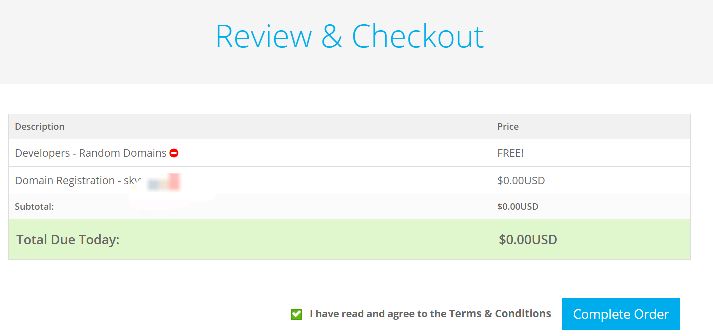 Review & Checkout
Description Price
Developers - Random Domains FREE!
Domain Registration - sky $0.00USD
Subtotal: $0.00USD
Total Due Today: $0.00USD
I have read and agree to the Terms & Conditions Complete Order